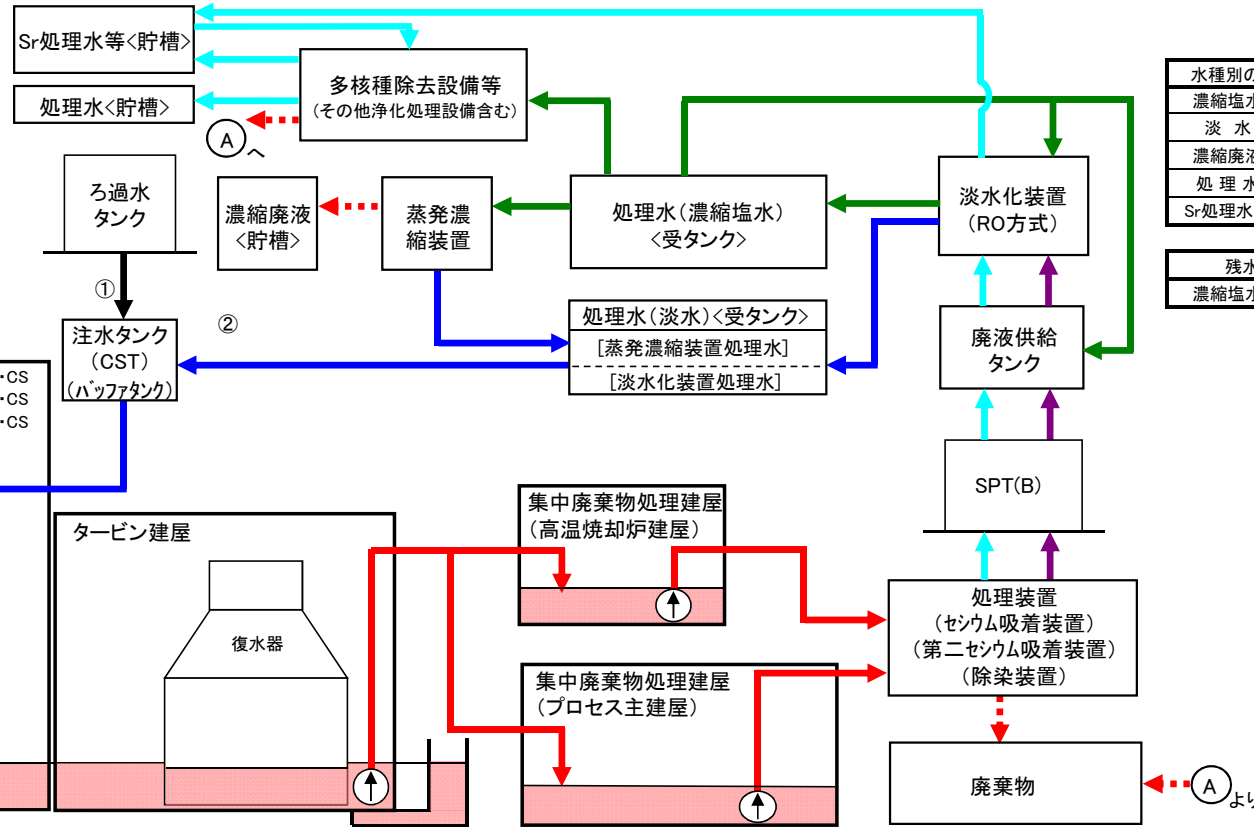 Sr処理水等<貯槽>
処理水<貯槽>
多核種除去設備等
(その他浄化処理設備含む)
A
へ
ろ過水
タンク
濃縮廃液
<貯槽>
蒸発濃
縮装置
処理水(濃縮塩水)
<受タンク>
淡水化装置
(RO方式)
水種別の
濃縮塩水
淡 水
濃縮廃液
処 理 水
Sr処理水
残水
濃縮塩水
①
②
注水タンク
(CST)
(バッファタンク)
処理水(淡水)<受タンク>
[蒸発濃縮装置処理水]
[淡水化装置処理水]
廃液供給
タンク
・CS
・CS
・CS
SPT(B)
タービン建屋
復水器
集中廃棄物処理建屋
(高温焼却炉建屋)
集中廃棄物処理建屋
(プロセス主建屋)
処理装置
(セシウム吸着装置)
(第二セシウム吸着装置)
(除染装置)
廃棄物
A
より